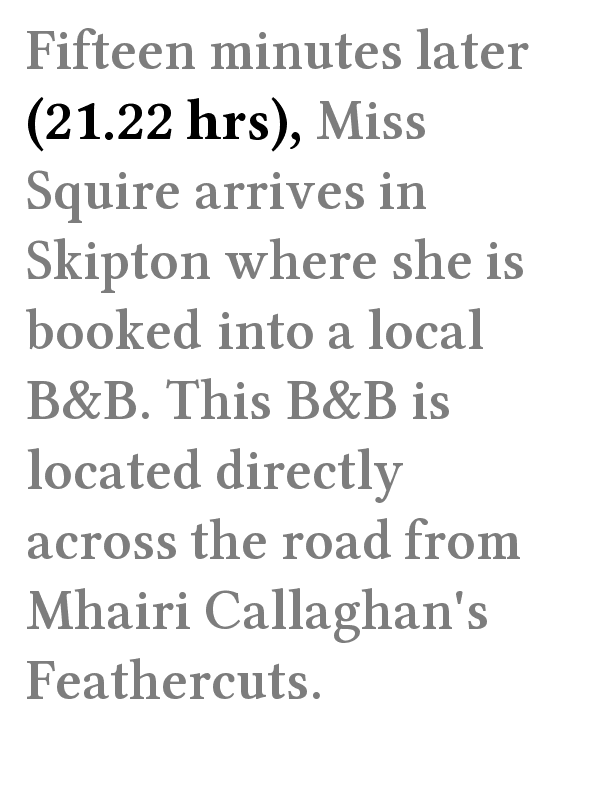 Fifteen minutes later
(21.22 hrs), Miss
Squire arrives in
Skipton where she is
booked into a local
B&B. This B&B is
located directly
across the road from
Mhairi Callaghan's
Feathercuts.